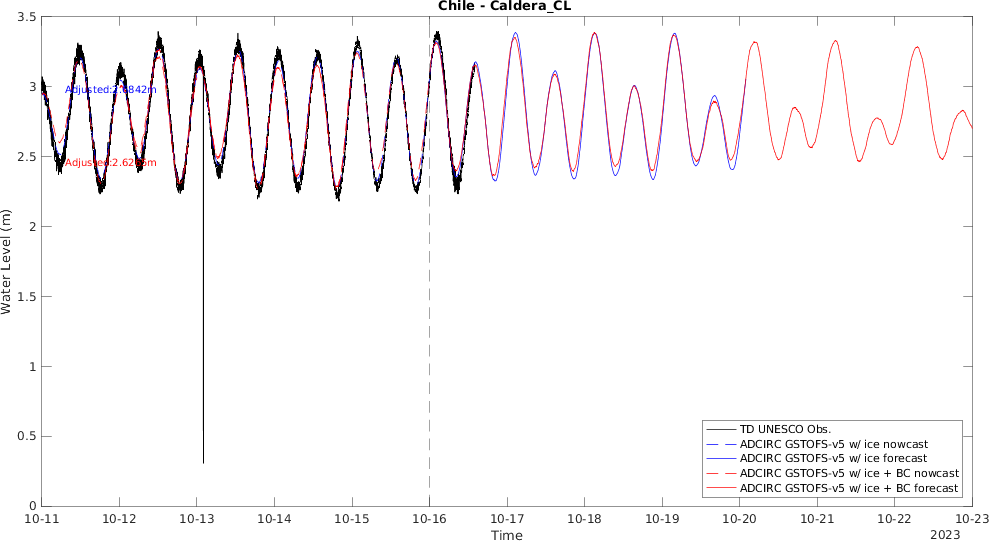 Chile - Caldera_CL
3.5
3
2.5
2
1.5
1
0.5
0
Water Level (m)
Adjusted:2.6842m
TD UNESCO Obs.
ADCIRC GSTOFS-v5 w/ ice nowcast
ADCIRC GSTOFS-v5 w/ ice forecast
ADCIRC GSTOFS-v5 w/ ice + BC nowcast
ADCIRC GSTOFS-v5 w/ ice + BC forecast
10-11 10-12 10-13 10-14 10-15 10-16 10-17 10-18 10-19 10-20 10-21 10-22 10-23
Time
2023